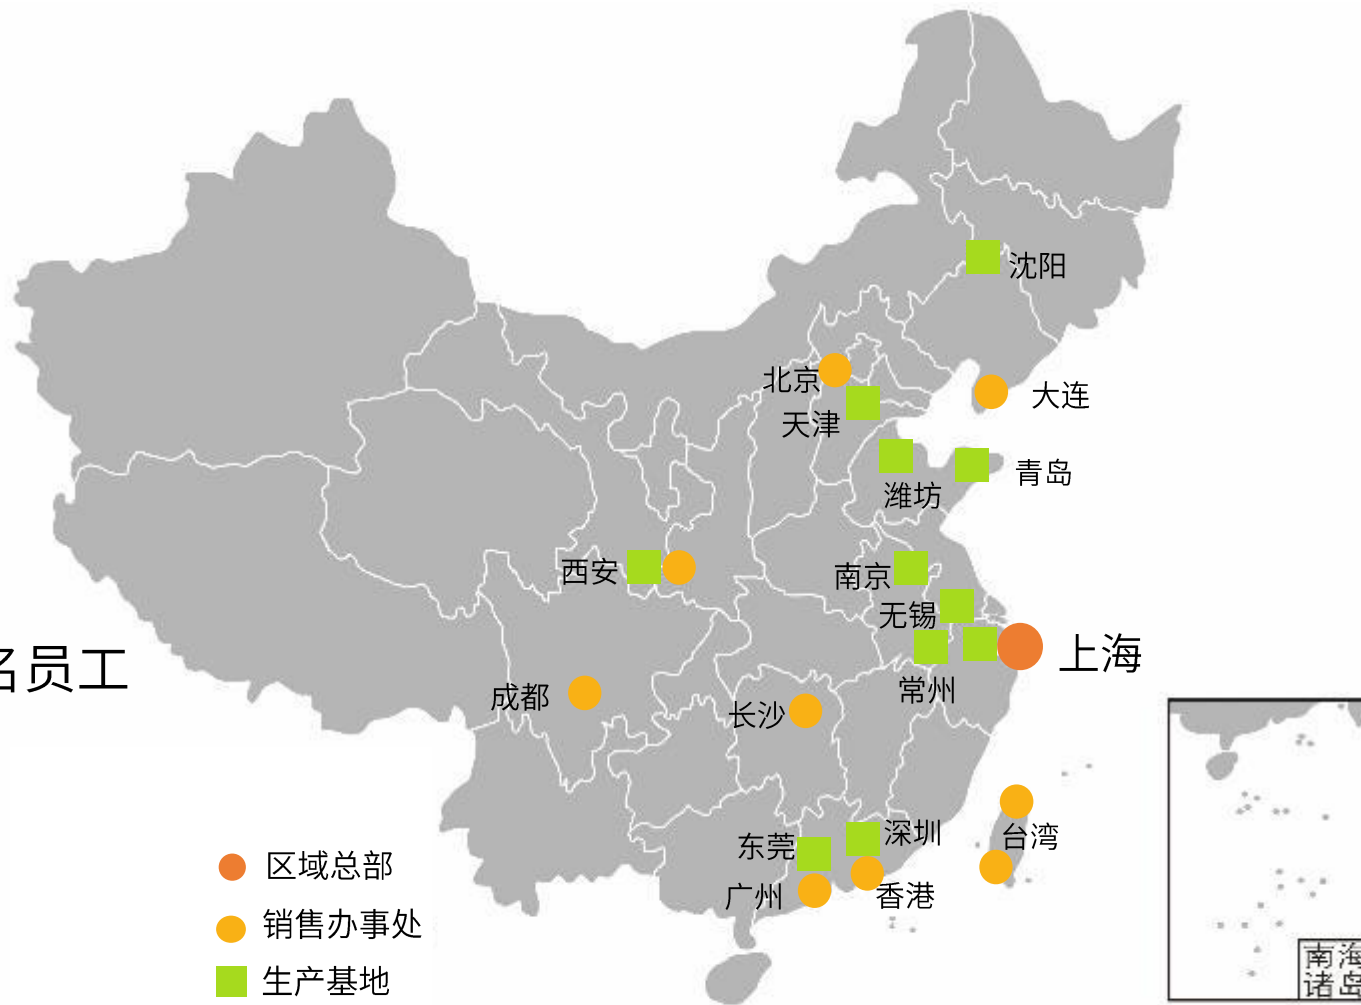 沈阳
北京
大连
天津
青岛
潍坊
西安
南京
无锡
名员工
上海
常州
成都
长沙
深圳
台湾
东莞
广州
香港
区域总部
销售办事处
生产基地
南海
诸岛